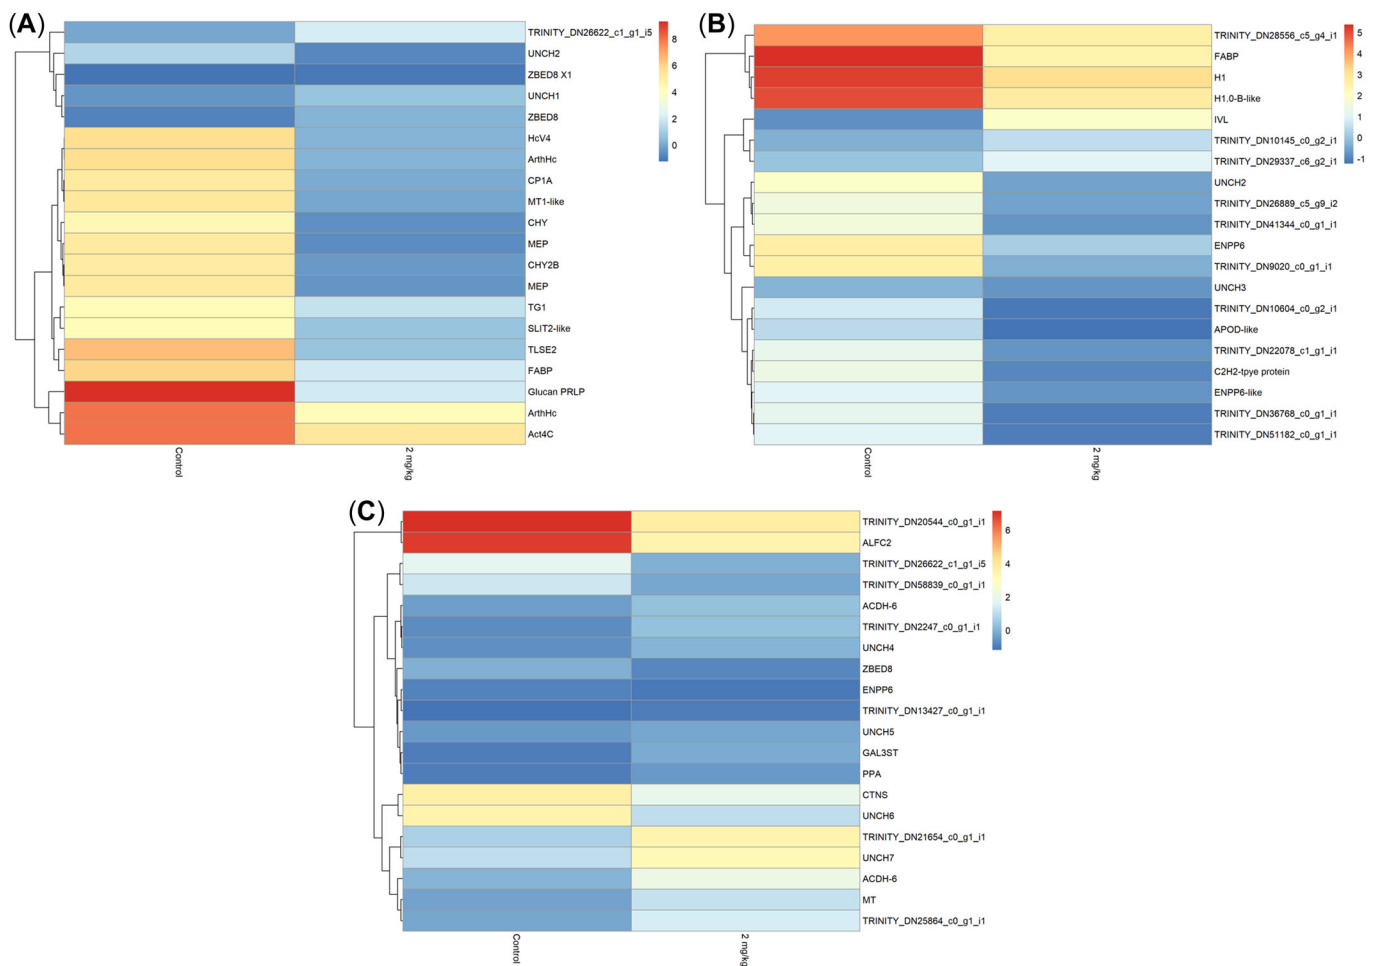 (A)
TRINITY_DN26622_c1_g1_i5
UNCH2
ZBED8 X1
UNCH1
ZBED8
HcV4
ArthHc
CP1A
MT1-like
CHY
MEP
CHY2B
MEP
TG1
SLIT2-like
TLSE2
FABP
Glucan PRLP
ArthHc
Act4C
8
6
4
2
0
Control
2 mg/kg
(B)
TRINITY_DN28556_c5_g4_i1
FABP
H1
H1.0-B-like
IVL
TRINITY_DN10145_c0_g2_i1
TRINITY_DN29337_c6_g2_i1
UNCH2
TRINITY_DN26889_c5_g9_i2
TRINITY_DN41344_c0_g1_i1
ENPP6
TRINITY_DN9020_c0_g1_i1
UNCH3
TRINITY_DN10604_c0_g2_i1
APOD-like
TRINITY_DN22078_c1_g1_i1
C2H2-tpye protein
ENPP6-like
TRINITY_DN36768_c0_g1_i1
TRINITY_DN51182_c0_g1_i1
5
4
3
2
1
0
-1
Control
2 mg/kg
(C)
TRINITY_DN20544_c0_g1_i1
ALFC2
TRINITY_DN26622_c1_g1_i5
TRINITY_DN58839_c0_g1_i1
ACDH-6
TRINITY_DN2247_c0_g1_i1
UNCH4
ZBED8
ENPP6
TRINITY_DN13427_c0_g1_i1
UNCH5
GAL3ST
PPA
CTNS
UNCH6
TRINITY_DN21654_c0_g1_i1
UNCH7
ACDH-6
MT
TRINITY_DN25864_c0_g1_i1
6
4
2
0
Control
2 mg/kg